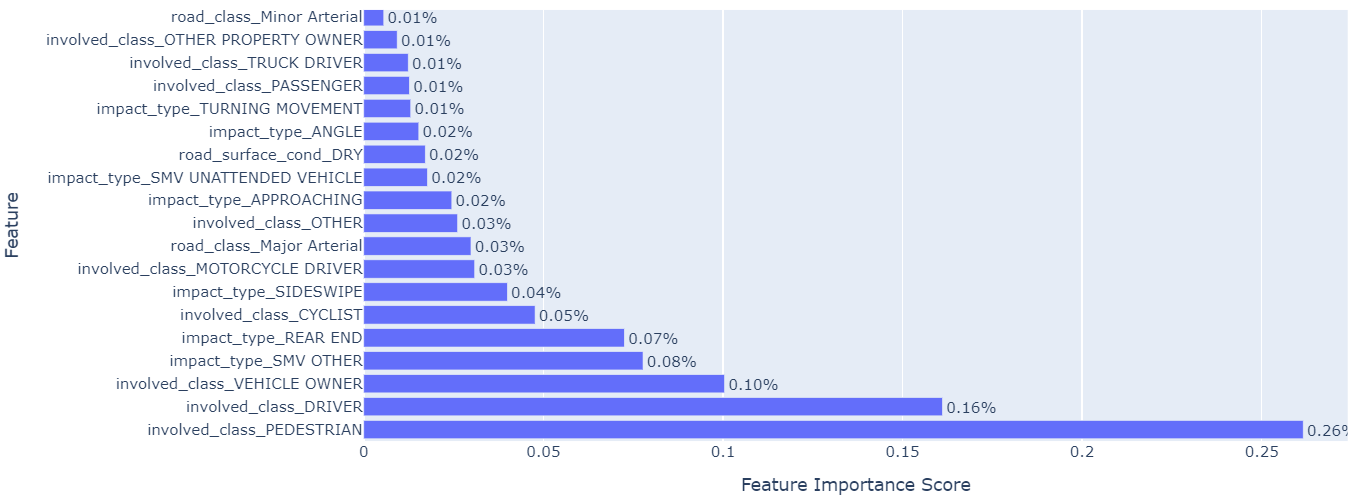 road_class_Minor Arterial 0.01%
involved_class_OTHER PROPERTY OWNER 0.01%
involved_class_TRUCK DRIVER 0.01%
involved_class_PASSENGER 0.01%
impact_type_TURNING MOVEMENT 0.01%
impact_type_ANGLE 0.02%
road_surface_cond_DRY 0.02%
impact_type_SMV UNATTENDED VEHICLE 0.02%
impact_type_APPROACHING 0.02%
involved_class_OTHER 0.03%
road_class_Major Arterial 0.03%
involved_class_MOTORCYCLE DRIVER 0.03%
impact_type_SIDESWIPE 0.04%
involved_class_CYCLIST 0.05%
impact_type_REAR END 0.07%
impact_type_SMV OTHER 0.08%
involved_class_VEHICLE OWNER 0.10%
involved_class_DRIVER 0.16%
involved_class_PEDESTRIAN 0.26%
0 0.05 0.1 0.15 0.2 0.25
Feature Importance Score
Feature